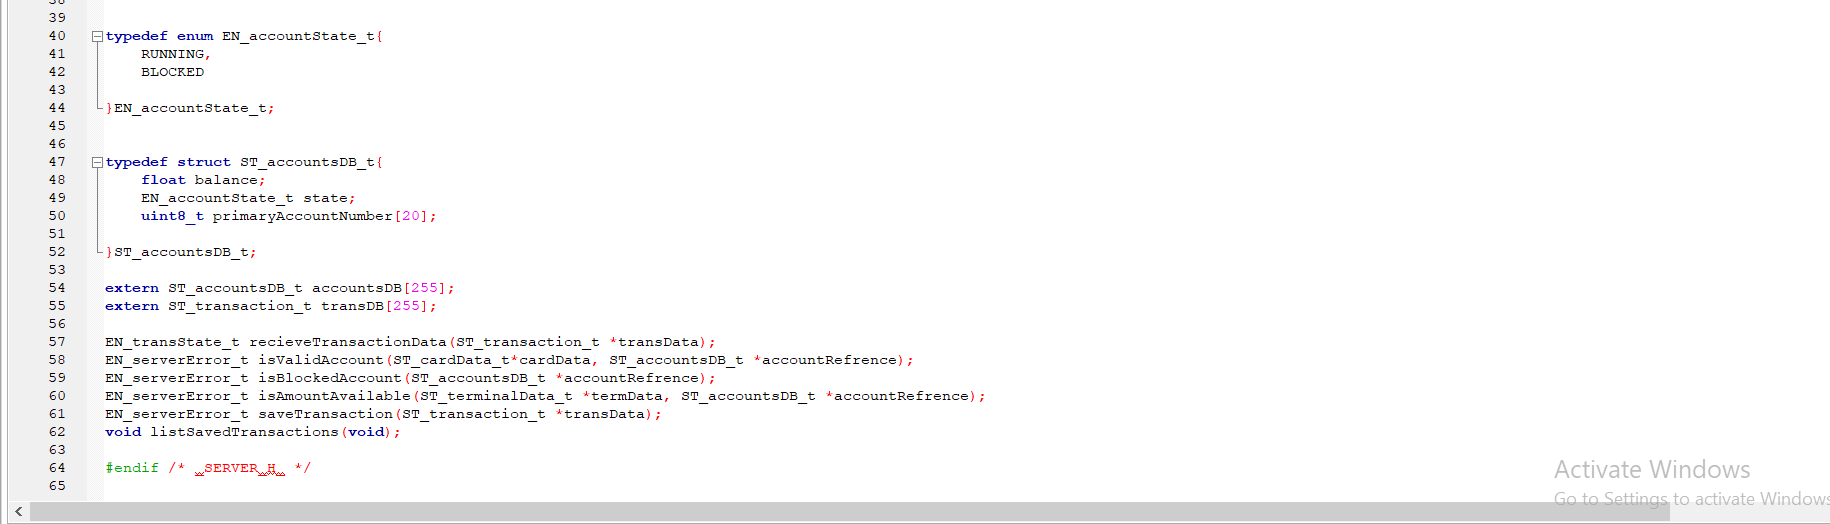 39
40 typedef enum EN_accountState_t{
41 RUNNING,
42 BLOCKED
43
44 }EN_accountState_t;
45
46
47 typedef struct ST_accountsDB_t{
48 float balance;
49 EN_accountState_t state;
50 uint8_t primaryAccountNumber[20];
51
52 }ST_accountsDB_t;
53
54 extern ST_accountsDB_t accountsDB[255];
55 extern ST_transaction_t transDB[255];
56
57 EN_transState_t recieveTransactionData(ST_transaction_t *transData);
58 EN_serverError_t isValidAccount(ST_cardData_t*cardData, ST_accountsDB_t *accountRefrence);
59 EN_serverError_t isBlockedAccount(ST_accountsDB_t *accountRefrence);
60 EN_serverError_t isAmountAvailable(ST_terminalData_t *termData, ST_accountsDB_t *accountRefrence);
61 EN_serverError_t saveTransaction(ST_transaction_t *transData);
62 void listSavedTransactions(void);
63
64 #endif /* _SERVER_H_ */
65
Activate Windows
Go to Settings to activate Windows